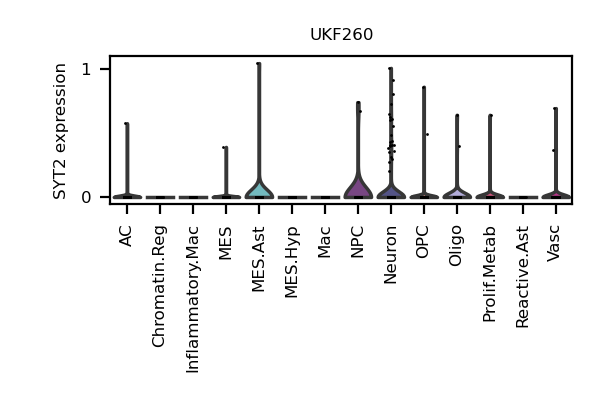 UKF260
SYT2 expression
1
0
AC
Chromatin.Reg
Inflammatory.Mac
MES
MES.Ast
MES.Hyp
Mac
NPC
Neuron
OPC
Oligo
Prolif.Metab
Reactive.Ast
Vasc